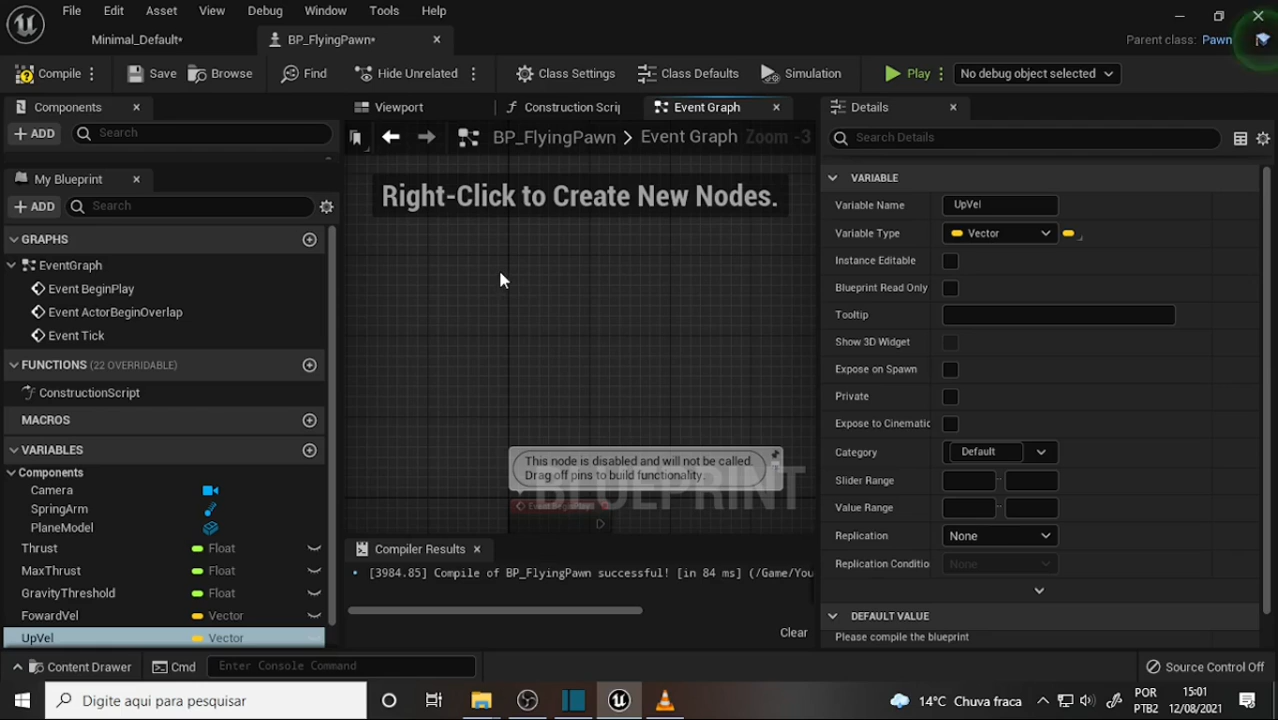 File Edit Asset View Debug Window Tools Help
Minimal_Default*
BP_FlyingPawn*
Parent class: Pawn
Compile
Save
Browse
Find
Hide Unrelated
Class Settings
Class Defaults
Simulation
Play
No debug object selected
Components
ADD
Search
My Blueprint
ADD
Search
GRAPHS
EventGraph
Event BeginPlay
Event ActorBeginOverlap
Event Tick
FUNCTIONS (22 OVERRIDABLE)
ConstructionScript
MACROS
VARIABLES
Components
Camera
SpringArm
PlaneModel
Thrust Float
MaxThrust Float
GravityThreshold Float
FowardVel Vector
UpVel Vector
Viewport
Construction Scrip
Event Graph
BP_FlyingPawn > Event Graph Zoom -3
Right-Click to Create New Nodes.
This node is disabled and will not be called.
Drag off pins to build functionality.
Event BeginPlay
BLUEPRINT
Compiler Results
• [3984.85] Compile of BP_FlyingPawn successful! [in 84 ms] (/Game/You
Clear
Details
Search Details
VARIABLE
Variable Name UpVel
Variable Type Vector
Instance Editable
Blueprint Read Only
Tooltip
Show 3D Widget
Expose on Spawn
Private
Expose to Cinematic
Category Default
Slider Range
Value Range
Replication None
Replication Conditio None
DEFAULT VALUE
Please compile the blueprint
Content Drawer
Cmd
Enter Console Command
Source Control Off
Digite aqui para pesquisar
14°C Chuva fraca
POR
PTB2
15:01
12/08/2021